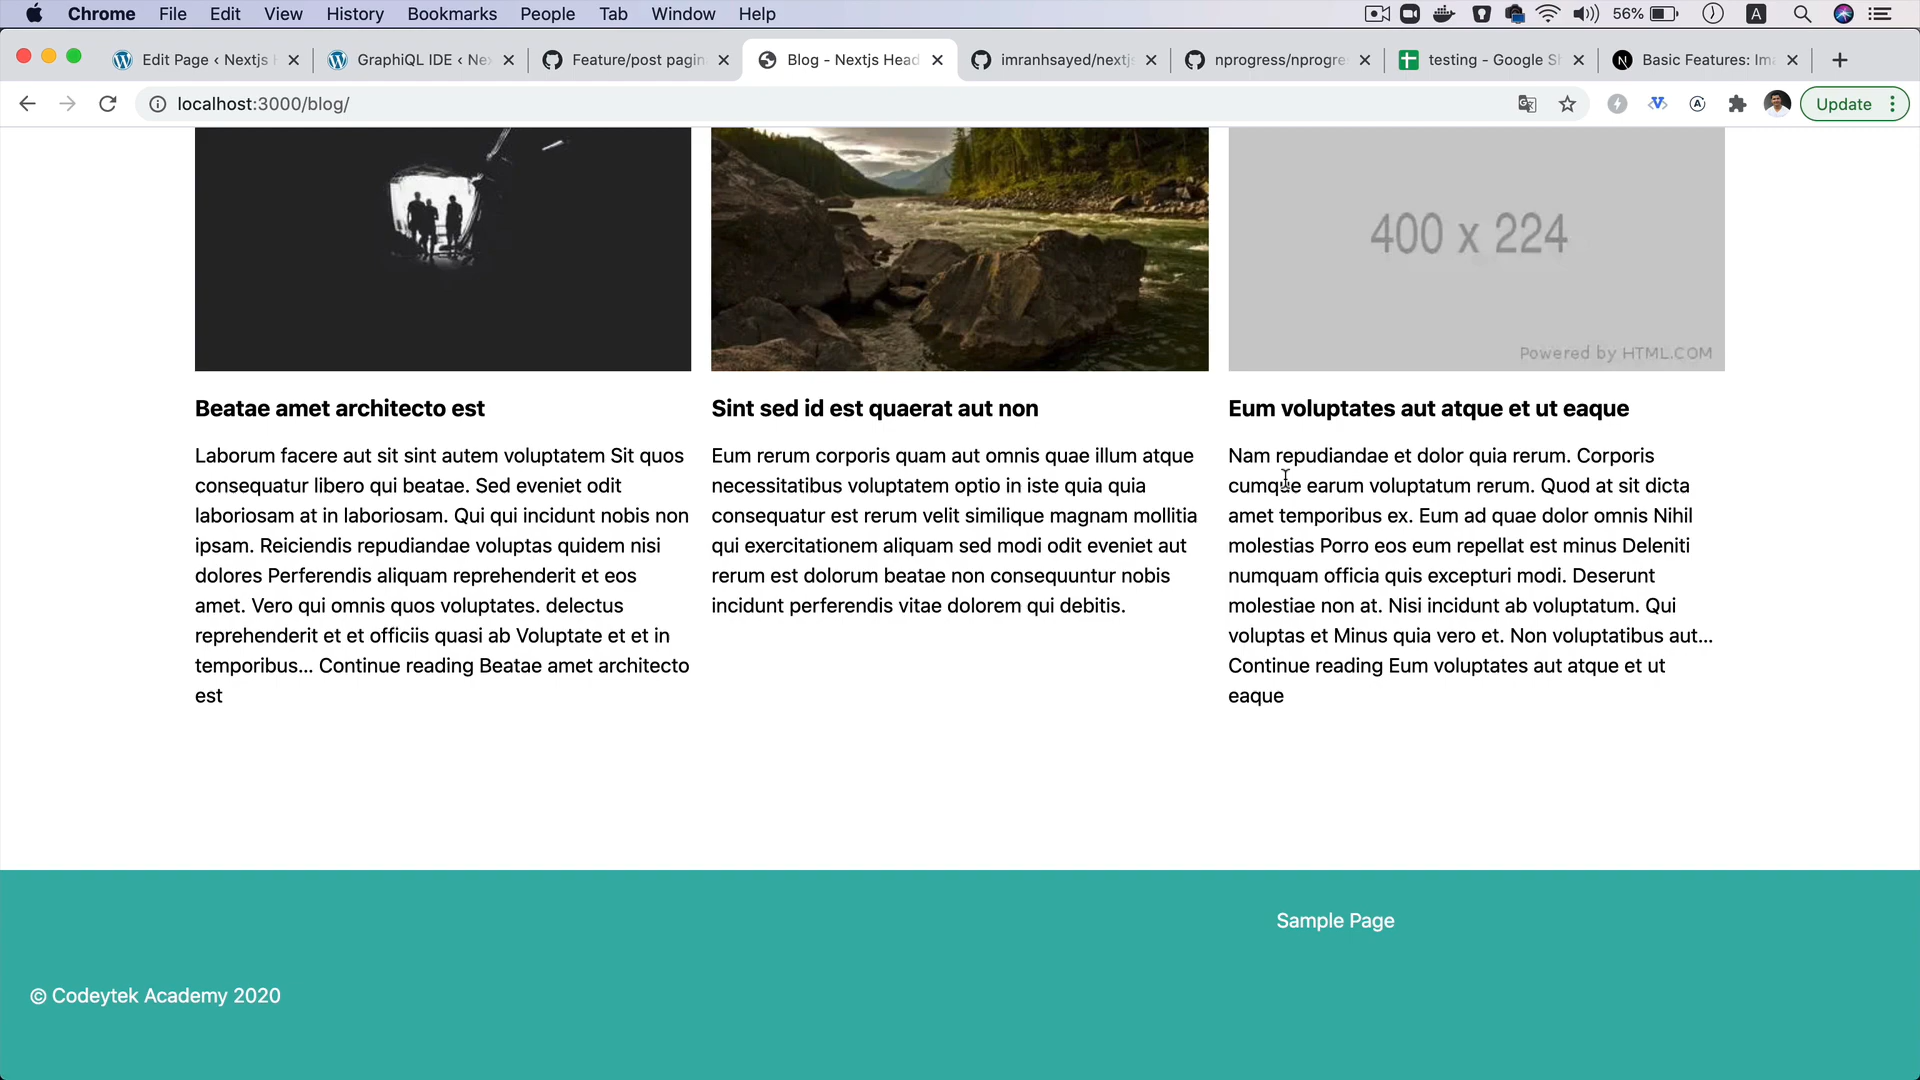 Chrome File Edit View History Bookmarks People Tab Window Help 56% A
Edit Page ‹ Nextjs GraphiQL IDE ‹ Nex Feature/post pagin Blog - Nextjs Head imranhsayed/nextjs nprogress/nprogre testing - Google Sh Basic Features: Ima
localhost:3000/blog/ Update
400 x 224
Powered by HTML.COM
Beatae amet architecto est
Laborum facere aut sit sint autem voluptatem Sit quos
consequatur libero qui beatae. Sed eveniet odit
laboriosam at in laboriosam. Qui qui incidunt nobis non
ipsam. Reiciendis repudiandae voluptas quidem nisi
dolores Perferendis aliquam reprehenderit et eos
amet. Vero qui omnis quos voluptates. delectus
reprehenderit et et officiis quasi ab Voluptate et et in
temporibus... Continue reading Beatae amet architecto
est
Sint sed id est quaerat aut non
Eum rerum corporis quam aut omnis quae illum atque
necessitatibus voluptatem optio in iste quia quia
consequatur est rerum velit similique magnam mollitia
qui exercitationem aliquam sed modi odit eveniet aut
rerum est dolorum beatae non consequuntur nobis
incidunt perferendis vitae dolorem qui debitis.
Eum voluptates aut atque et ut eaque
Nam repudiandae et dolor quia rerum. Corporis
cumque earum voluptatum rerum. Quod at sit dicta
amet temporibus ex. Eum ad quae dolor omnis Nihil
molestias Porro eos eum repellat est minus Deleniti
numquam officia quis excepturi modi. Deserunt
molestiae non at. Nisi incidunt ab voluptatum. Qui
voluptas et Minus quia vero et. Non voluptatibus aut...
Continue reading Eum voluptates aut atque et ut
eaque
Sample Page
© Codeytek Academy 2020